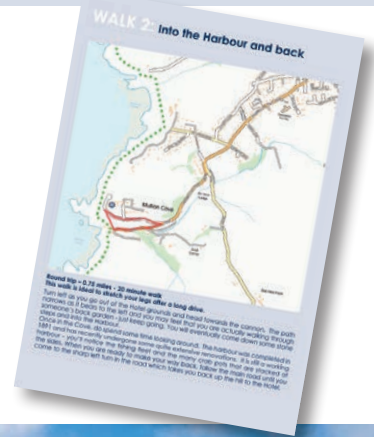 WALK 2: Into the Harbour and back
Mullion Cove
Round trip – 0.75 miles - 20 minute walk
This walk is ideal to stretch your legs after a long drive.
Turn left as you go out of the Hotel grounds and head towards the cannon. The path
narrows as it bears to the left and you may feel that you are actually walking through
someone's back garden - just keep going. You will eventually come down some stone
steps and into the Harbour.
Once in the Cove, do spend some time looking around. The harbour was completed in
1891 and has recently undergone some quite extensive renovations. It is still a working
harbour – you'll notice the fishing fleet and the many crab pots that are stacked at
the sides. When you are ready to make your way back, follow the main road until you
come to the sharp left turn in the road which takes you back up the hill to the Hotel.